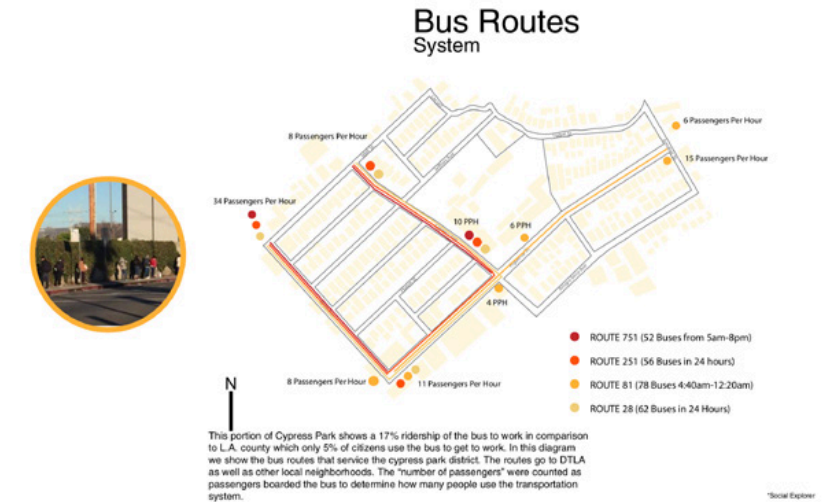 Bus Routes
System
8 Passengers Per Hour
6 Passengers Per Hour
15 Passengers Per Hour
34 Passengers Per Hour
10 PPH
6 PPH
4 PPH
ROUTE 751 (52 Buses from 5am-8pm)
ROUTE 251 (56 Buses in 24 hours)
ROUTE 81 (78 Buses 4:40am-12:20am)
ROUTE 28 (62 Buses in 24 Hours)
8 Passengers Per Hour
11 Passengers Per Hour
N
This portion of Cypress Park shows a 17% ridership of the bus to work in comparison
to L.A. county which only 5% of citizens use the bus to get to work. In this diagram
we show the bus routes that service the cypress park district. The routes go to DTLA
as well as other local neighborhoods. The "number of passengers" were counted as
passengers boarded the bus to determine how many people use the transportation
system.
*Social Explorer